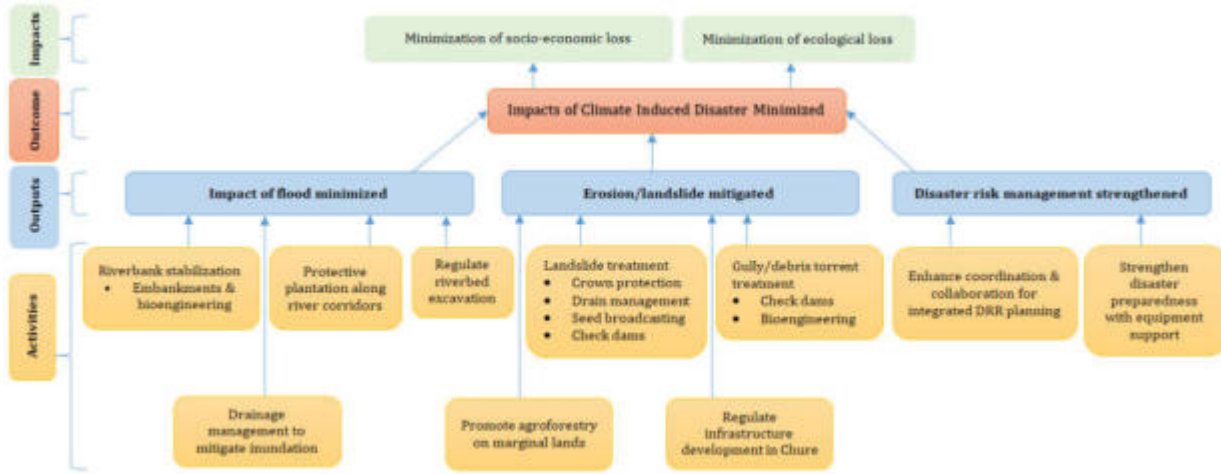 Impacts
Minimization of socio-economic loss
Minimization of ecological loss
Outcome
Impacts of Climate Induced Disaster Minimized
Outputs
Impact of flood minimized
Erosion/landslide mitigated
Disaster risk management strengthened
Activities
Riverbank stabilization
• Embankments &
bioengineering
Protective
plantation along
river corridors
Regulate
riverbed
excavation
Landslide treatment
• Crown protection
• Drain management
• Seed broadcasting
• Check dams
Gully/debris torrent
treatment
• Check dams
• Bioengineering
Enhance coordination &
collaboration for
integrated DRR planning
Strengthen
disaster
preparedness
with equipment
support
Drainage
management to
mitigate inundation
Promote agroforestry
on marginal lands
Regulate
infrastructure
development in Chure